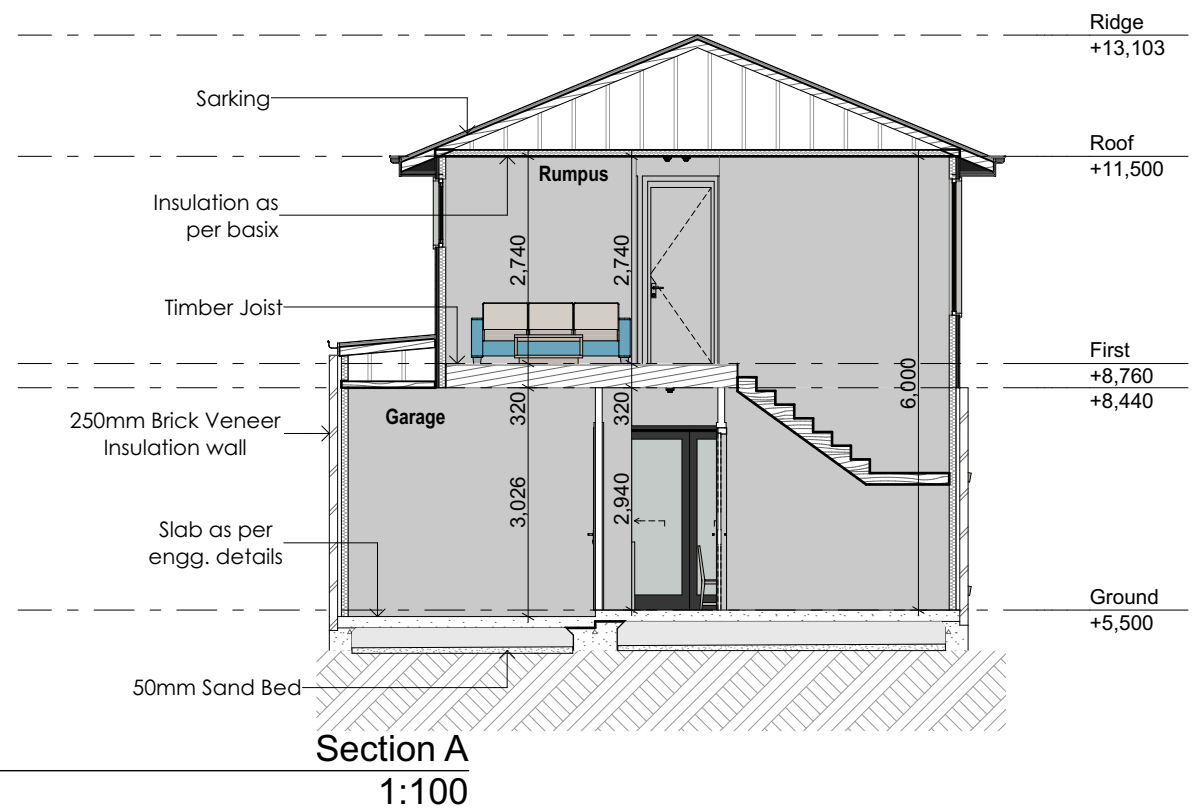 Ridge
+13,103
Sarking
Roof
+11,500
Rumpus
Insulation as
per basix
2,740
2,740
Timber Joist
First
+8,760
+8,440
6,000
320
320
Garage
250mm Brick Veneer
Insulation wall
3,026
2,940
Slab as per
engg. details
Ground
+5,500
50mm Sand Bed
Section A
1:100